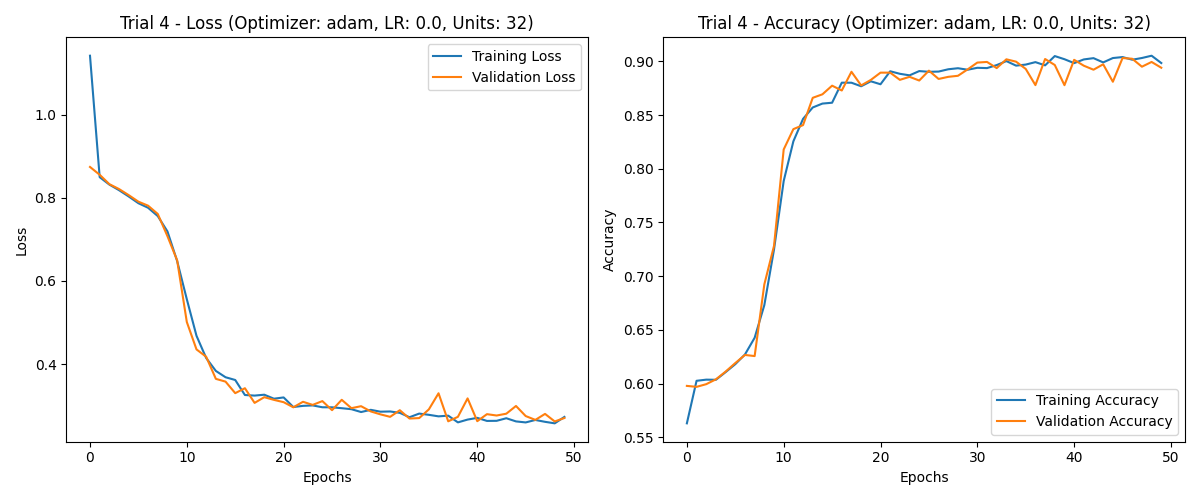 Trial 4 - Loss (Optimizer: adam, LR: 0.0, Units: 32)
Training Loss
Validation Loss
1.0
0.8
0.6
0.4
Loss
0
10
20
30
40
50
Epochs
Trial 4 - Accuracy (Optimizer: adam, LR: 0.0, Units: 32)
0.90
0.85
0.80
0.75
0.70
0.65
0.60
0.55
Accuracy
Training Accuracy
Validation Accuracy
0
10
20
30
40
50
Epochs